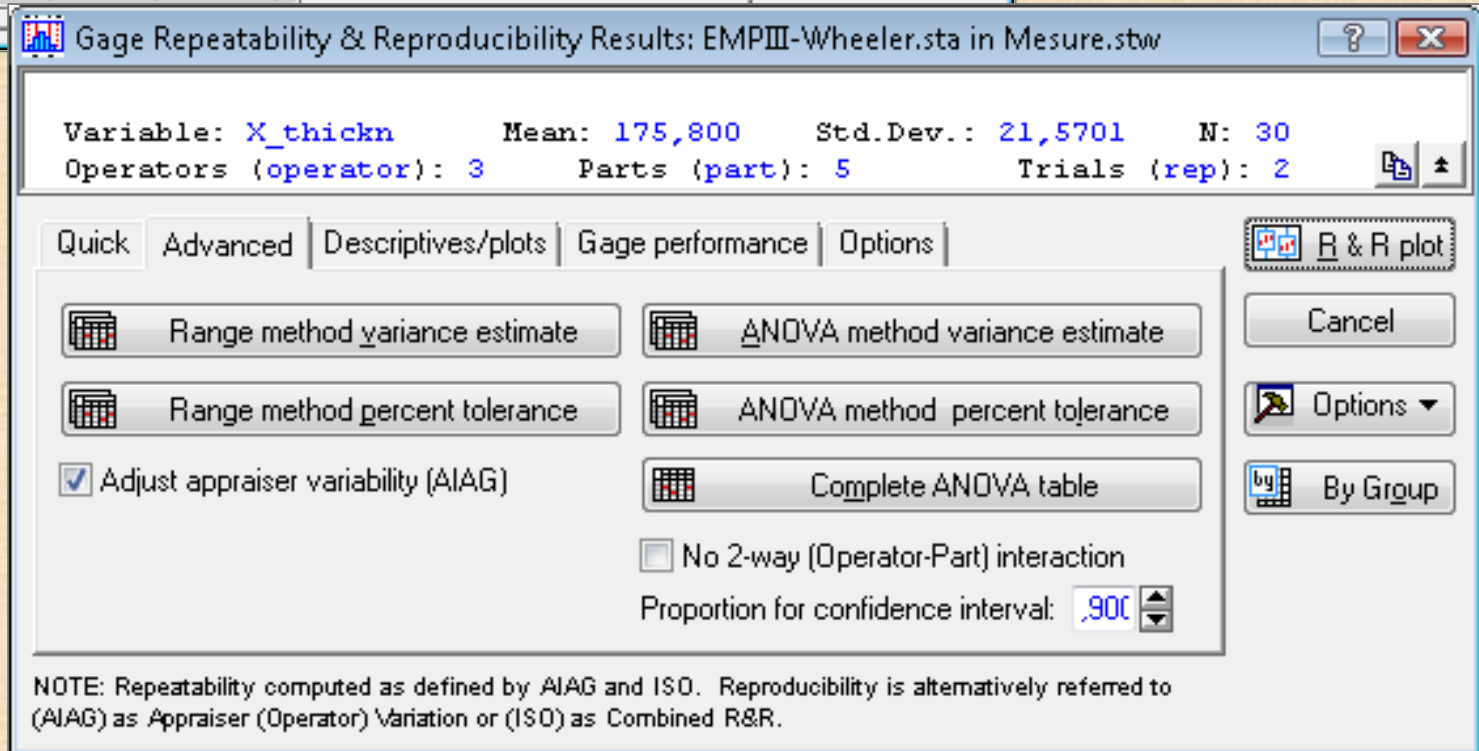 Gage Repeatability & Reproducibility Results: EMPIII-Wheeler.sta in Mesure.stw
Variable: X_thickn Mean: 175,800 Std.Dev.: 21,5701 N: 30
Operators (operator): 3 Parts (part): 5 Trials (rep): 2
Quick Advanced Descriptives/plots Gage performance Options
R & R plot
Range method variance estimate ANOVA method variance estimate
Cancel
Range method percent tolerance ANOVA method percent tolerance
Options
Adjust appraiser variability (AIAG) Complete ANOVA table
by By Group
No 2-way (Operator-Part) interaction
Proportion for confidence interval: ,900
NOTE: Repeatability computed as defined by AIAG and ISO. Reproducibility is alternatively referred to
(AIAG) as Appraiser (Operator) Variation or (ISO) as Combined R&R.